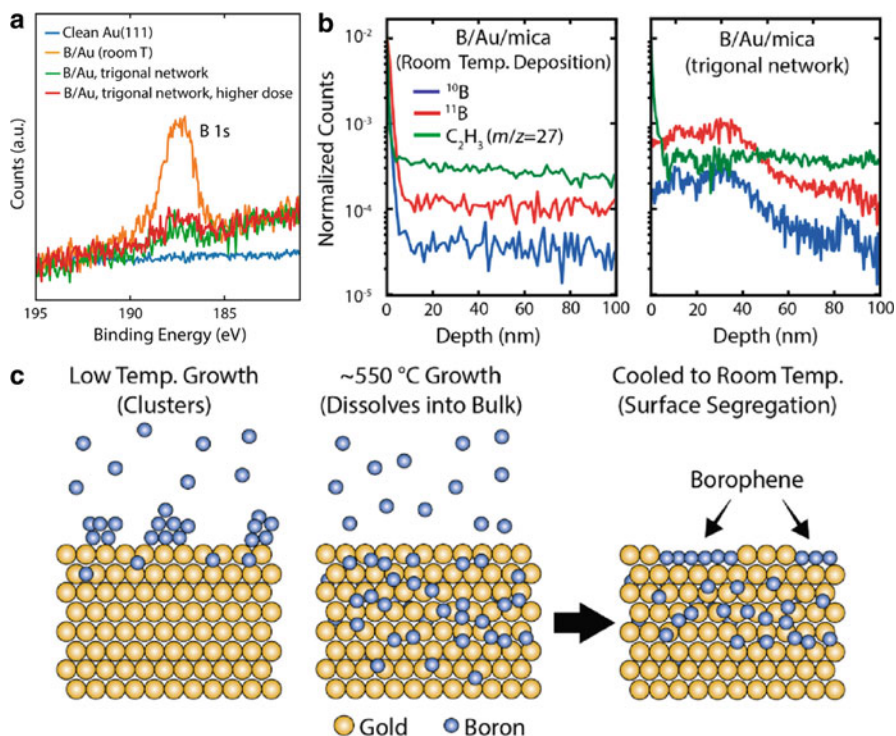 a
Clean Au(111)
B/Au (room T)
B/Au, trigonal network
B/Au, trigonal network, higher dose
B 1s
Counts (a.u.)
195
190
185
Binding Energy (eV)
b
10⁻²
10⁻³
10⁻⁴
10⁻⁵
Normalized Counts
B/Au/mica
(Room Temp. Deposition)
¹⁰B
¹¹B
C₂H₃ (m/z=27)
0 20 40 60 80 100
Depth (nm)
B/Au/mica
(trigonal network)
0 20 40 60 80 100
Depth (nm)
c
Low Temp. Growth
(Clusters)
~550 °C Growth
(Dissolves into Bulk)
Cooled to Room Temp.
(Surface Segregation)
Borophene
Gold
Boron